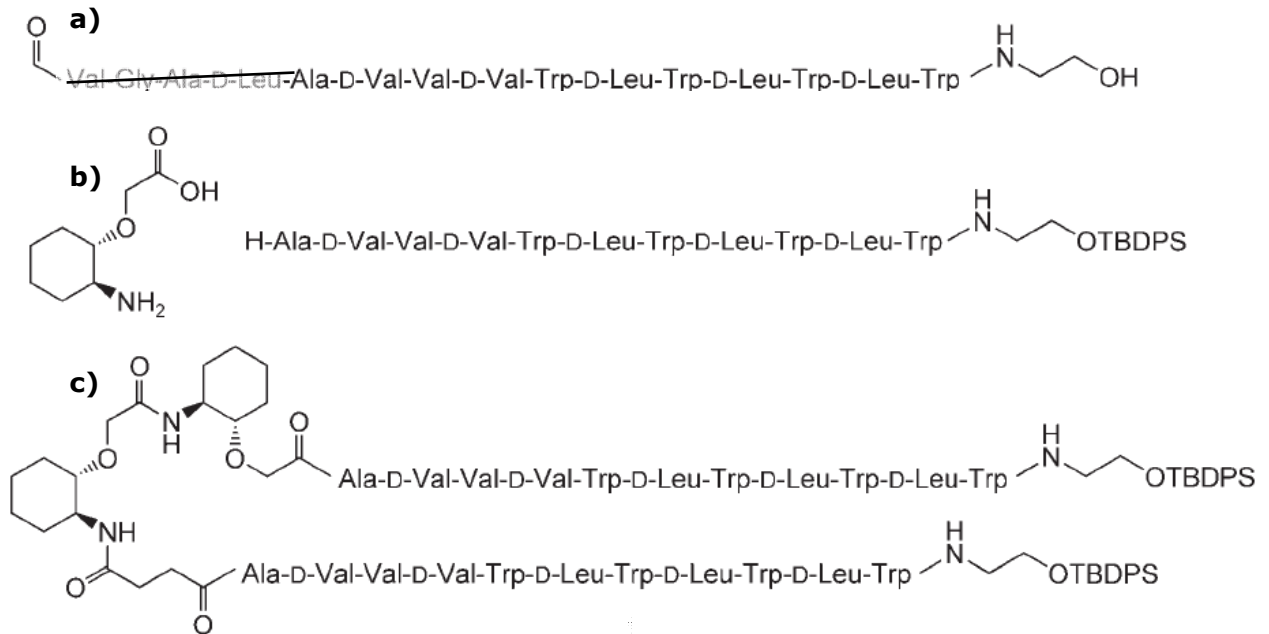 a)
O
Val-Gly-Ala-D-Leu-Ala-D-Val-Val-D-Val-Trp-D-Leu-Trp-D-Leu-Trp-D-Leu-Trp
H
N
OH
b)
O
OH
O
NH2
H-Ala-D-Val-Val-D-Val-Trp-D-Leu-Trp-D-Leu-Trp-D-Leu-Trp
H
N
OTBDPS
c)
O
N
H
O
O
O
Ala-D-Val-Val-D-Val-Trp-D-Leu-Trp-D-Leu-Trp-D-Leu-Trp
H
N
OTBDPS
NH
O
O
Ala-D-Val-Val-D-Val-Trp-D-Leu-Trp-D-Leu-Trp-D-Leu-Trp
H
N
OTBDPS